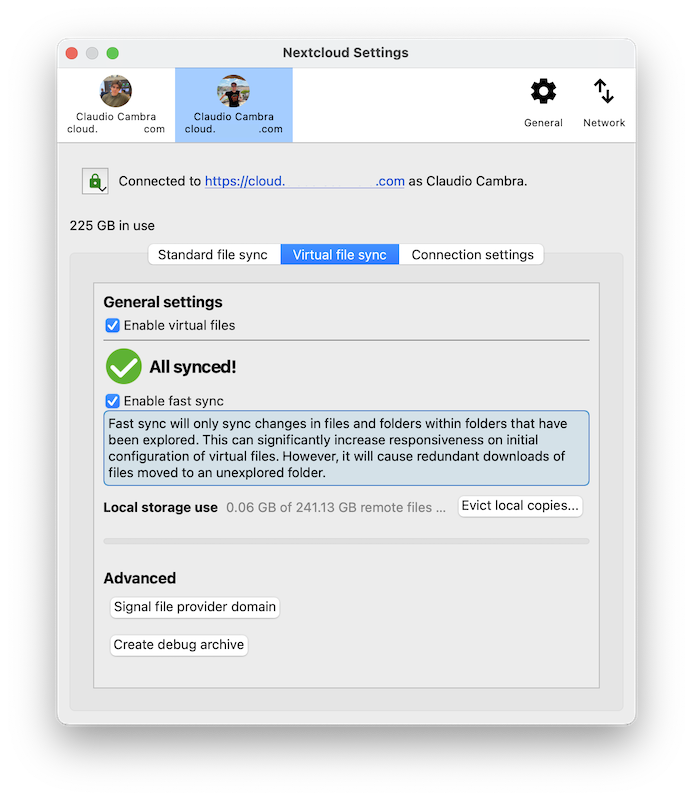 Nextcloud Settings
Claudio Cambra
cloud. com
Claudio Cambra
cloud. .com
General
Network
Connected to https://cloud. .com as Claudio Cambra.
225 GB in use
Standard file sync
Virtual file sync
Connection settings
General settings
Enable virtual files
All synced!
Enable fast sync
Fast sync will only sync changes in files and folders within folders that have
been explored. This can significantly increase responsiveness on initial
configuration of virtual files. However, it will cause redundant downloads of
files moved to an unexplored folder.
Local storage use 0.06 GB of 241.13 GB remote files ... Evict local copies...
Advanced
Signal file provider domain
Create debug archive